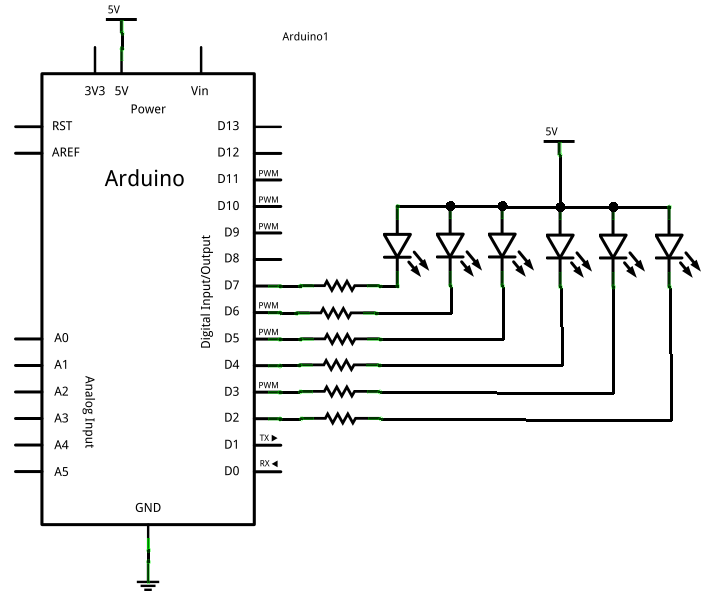 5V
Arduino1
3V3 5V Vin
Power
RST
AREF
Arduino
D13
D12
D11 PWM
D10 PWM
D9 PWM
D8
D7
D6 PWM
D5 PWM
D4
D3 PWM
D2
D1 TX
D0 RX
Digital Input/Output
A0
A1
A2
A3
A4
A5
Analog Input
GND
5V